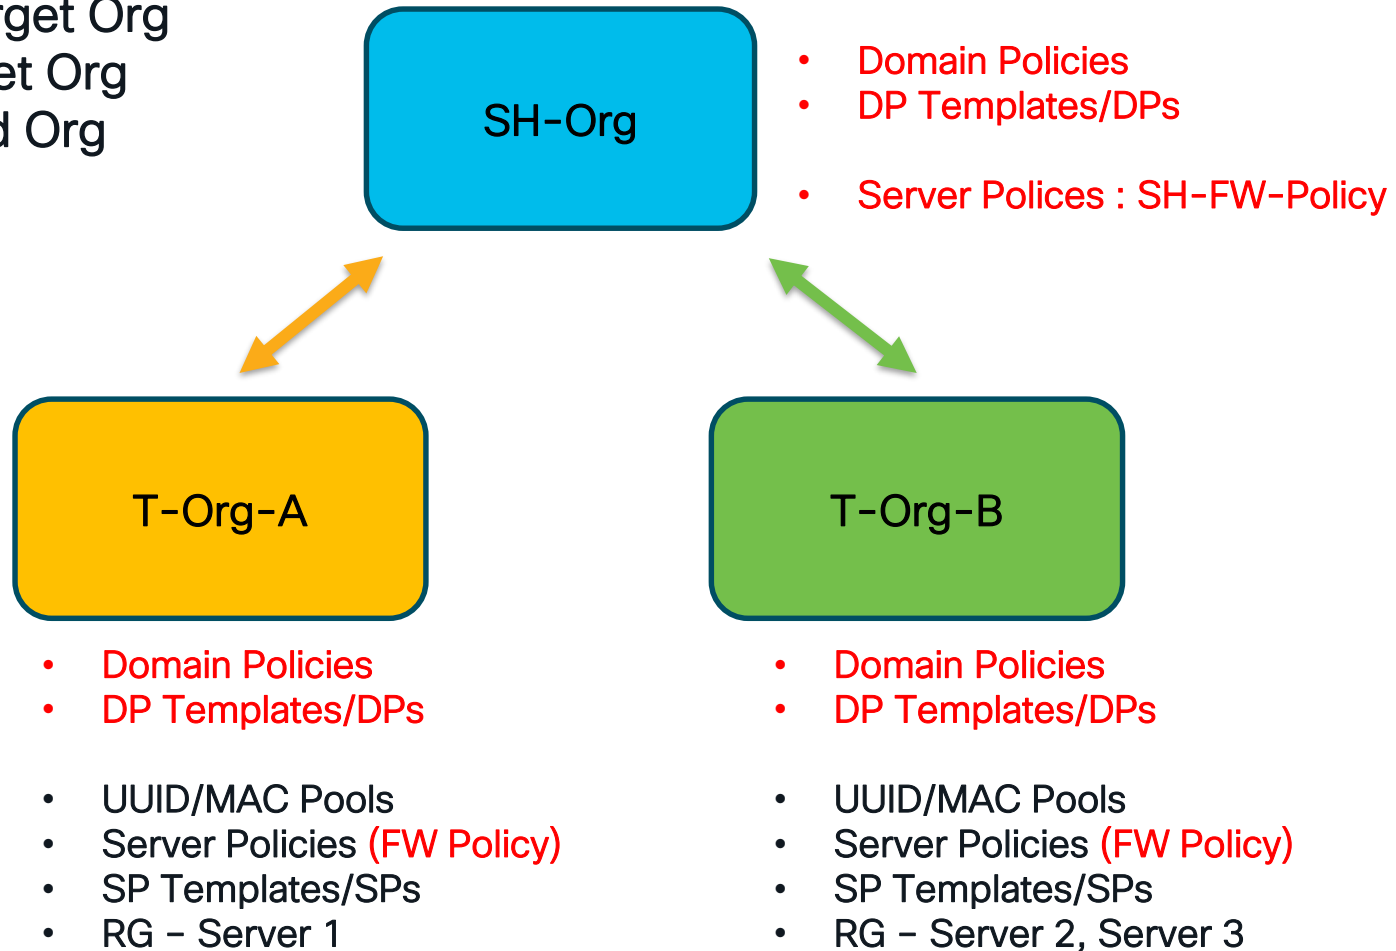 rget Org
et Org
d Org
SH-Org
• Domain Policies
• DP Templates/DPs
• Server Polices : SH-FW-Policy
T-Org-A
T-Org-B
• Domain Policies
• DP Templates/DPs
• UUID/MAC Pools
• Server Policies (FW Policy)
• SP Templates/SPs
• RG – Server 1
• Domain Policies
• DP Templates/DPs
• UUID/MAC Pools
• Server Policies (FW Policy)
• SP Templates/SPs
• RG – Server 2, Server 3